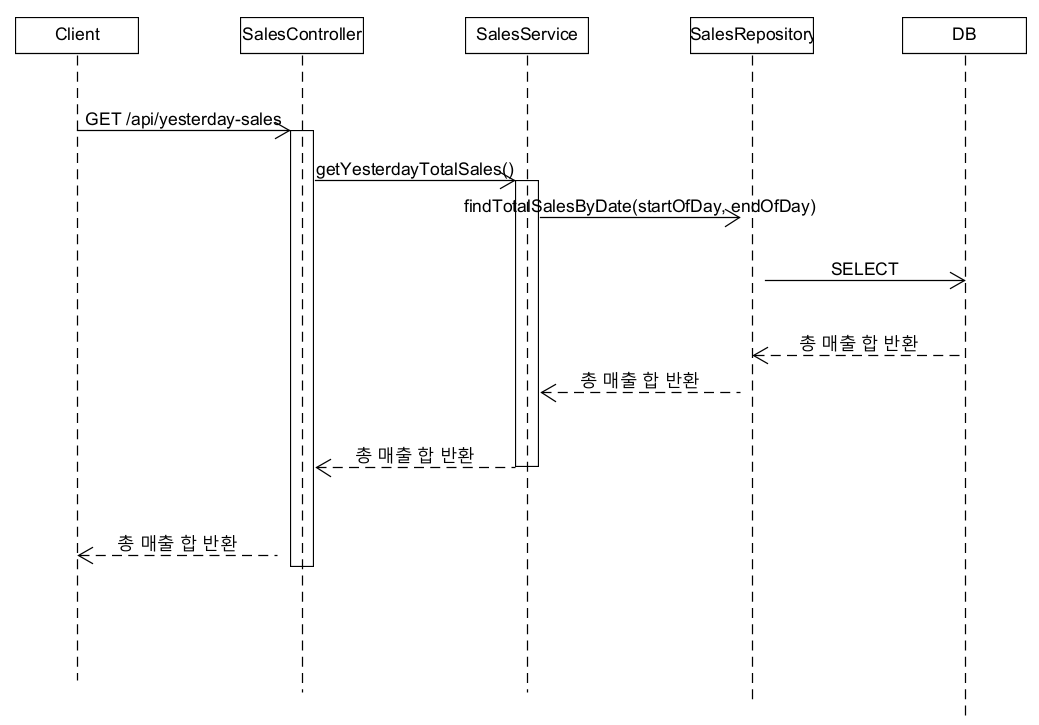 Client
SalesController
SalesService
SalesRepository
DB
GET /api/yesterday-sales
getYesterdayTotalSales()
findTotalSalesByDate(startOfDay, endOfDay)
SELECT
총 매출 합 반환
총 매출 합 반환
총 매출 합 반환
총 매출 합 반환